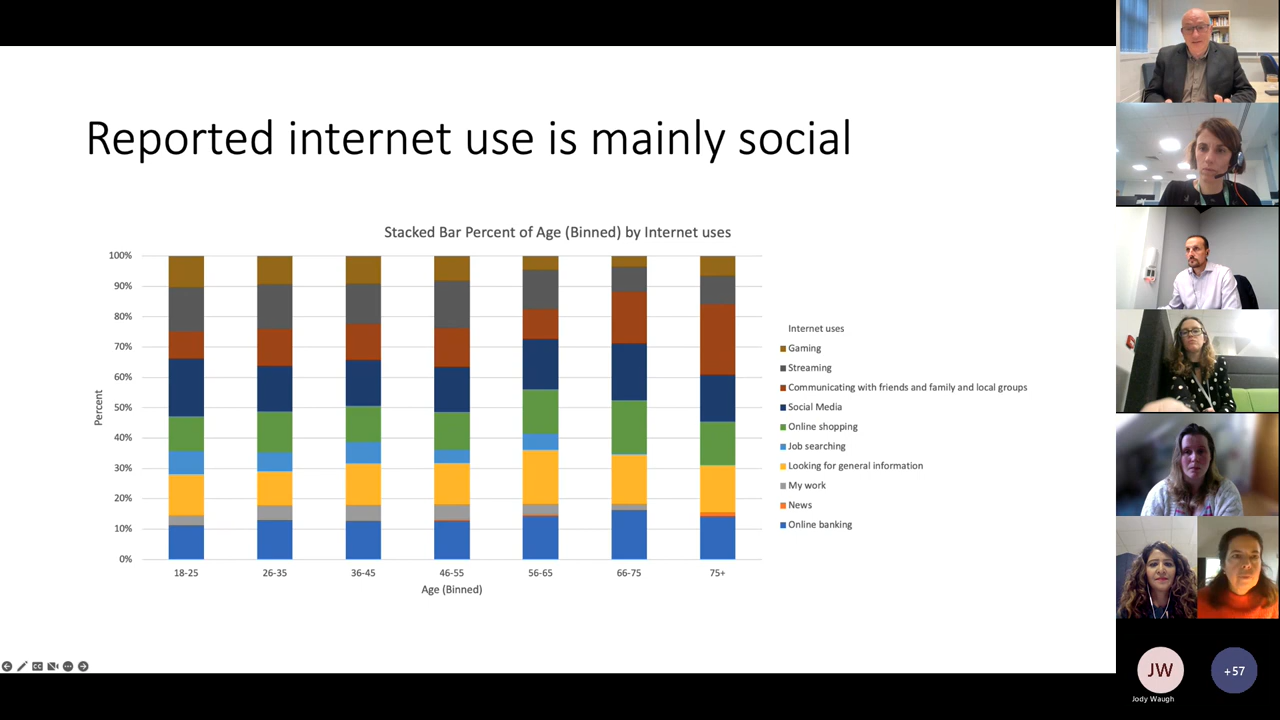 Reported internet use is mainly social
Stacked Bar Percent of Age (Binned) by Internet uses
Percent
100%
90%
80%
70%
60%
50%
40%
30%
20%
10%
0%
18-25 26-35 36-45 46-55 56-65 66-75 75+
Age (Binned)
Internet uses
Gaming
Streaming
Communicating with friends and family and local groups
Social Media
Online shopping
Job searching
Looking for general information
My work
News
Online banking
JW
Jody Waugh
+57